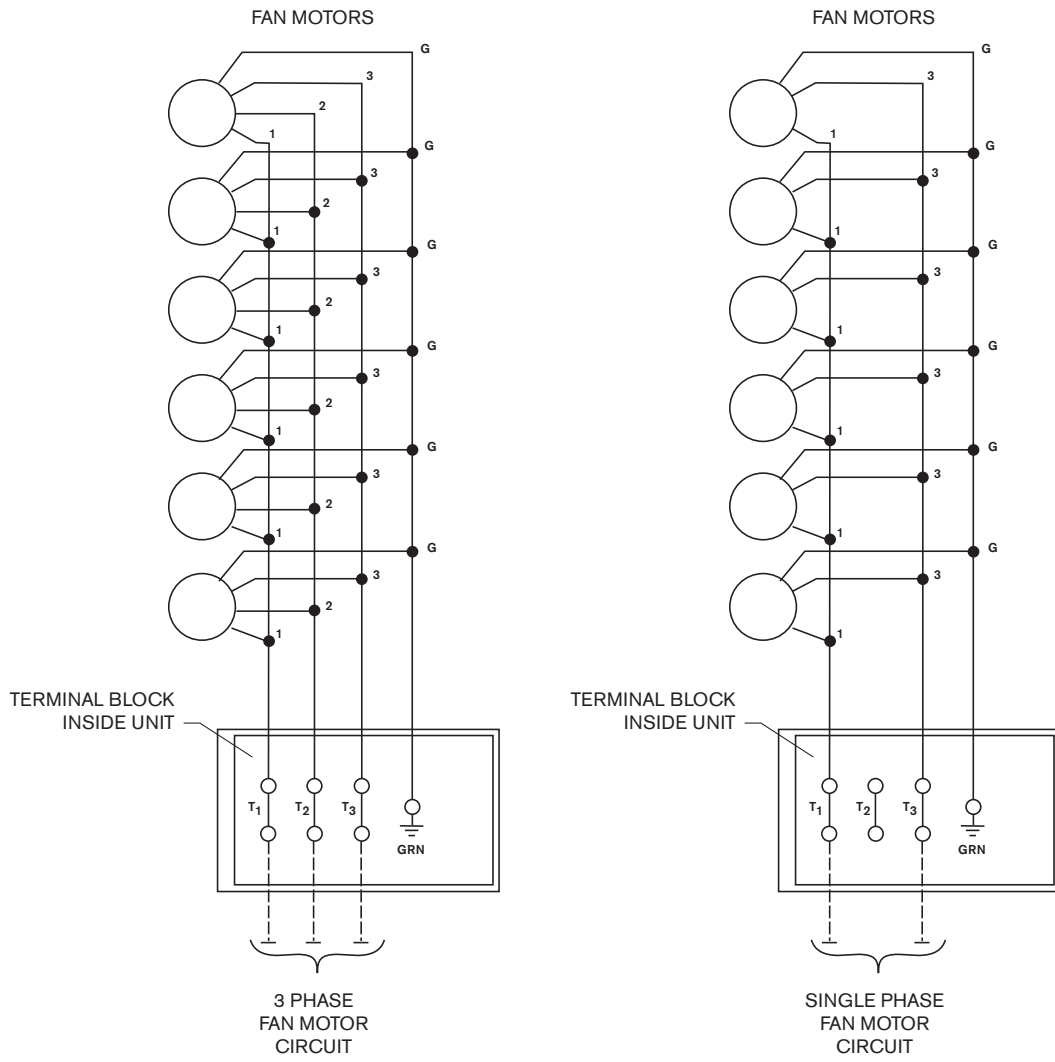 FAN MOTORS
G
3
2
1
G
3
2
1
G
3
2
1
G
3
2
1
G
3
2
1
G
3
2
1
TERMINAL BLOCK
INSIDE UNIT
T1 T2 T3
GRN
3 PHASE
FAN MOTOR
CIRCUIT
FAN MOTORS
G
3
1
G
3
1
G
3
1
G
3
1
G
3
1
G
3
1
TERMINAL BLOCK
INSIDE UNIT
T1 T2 T3
GRN
SINGLE PHASE
FAN MOTOR
CIRCUIT